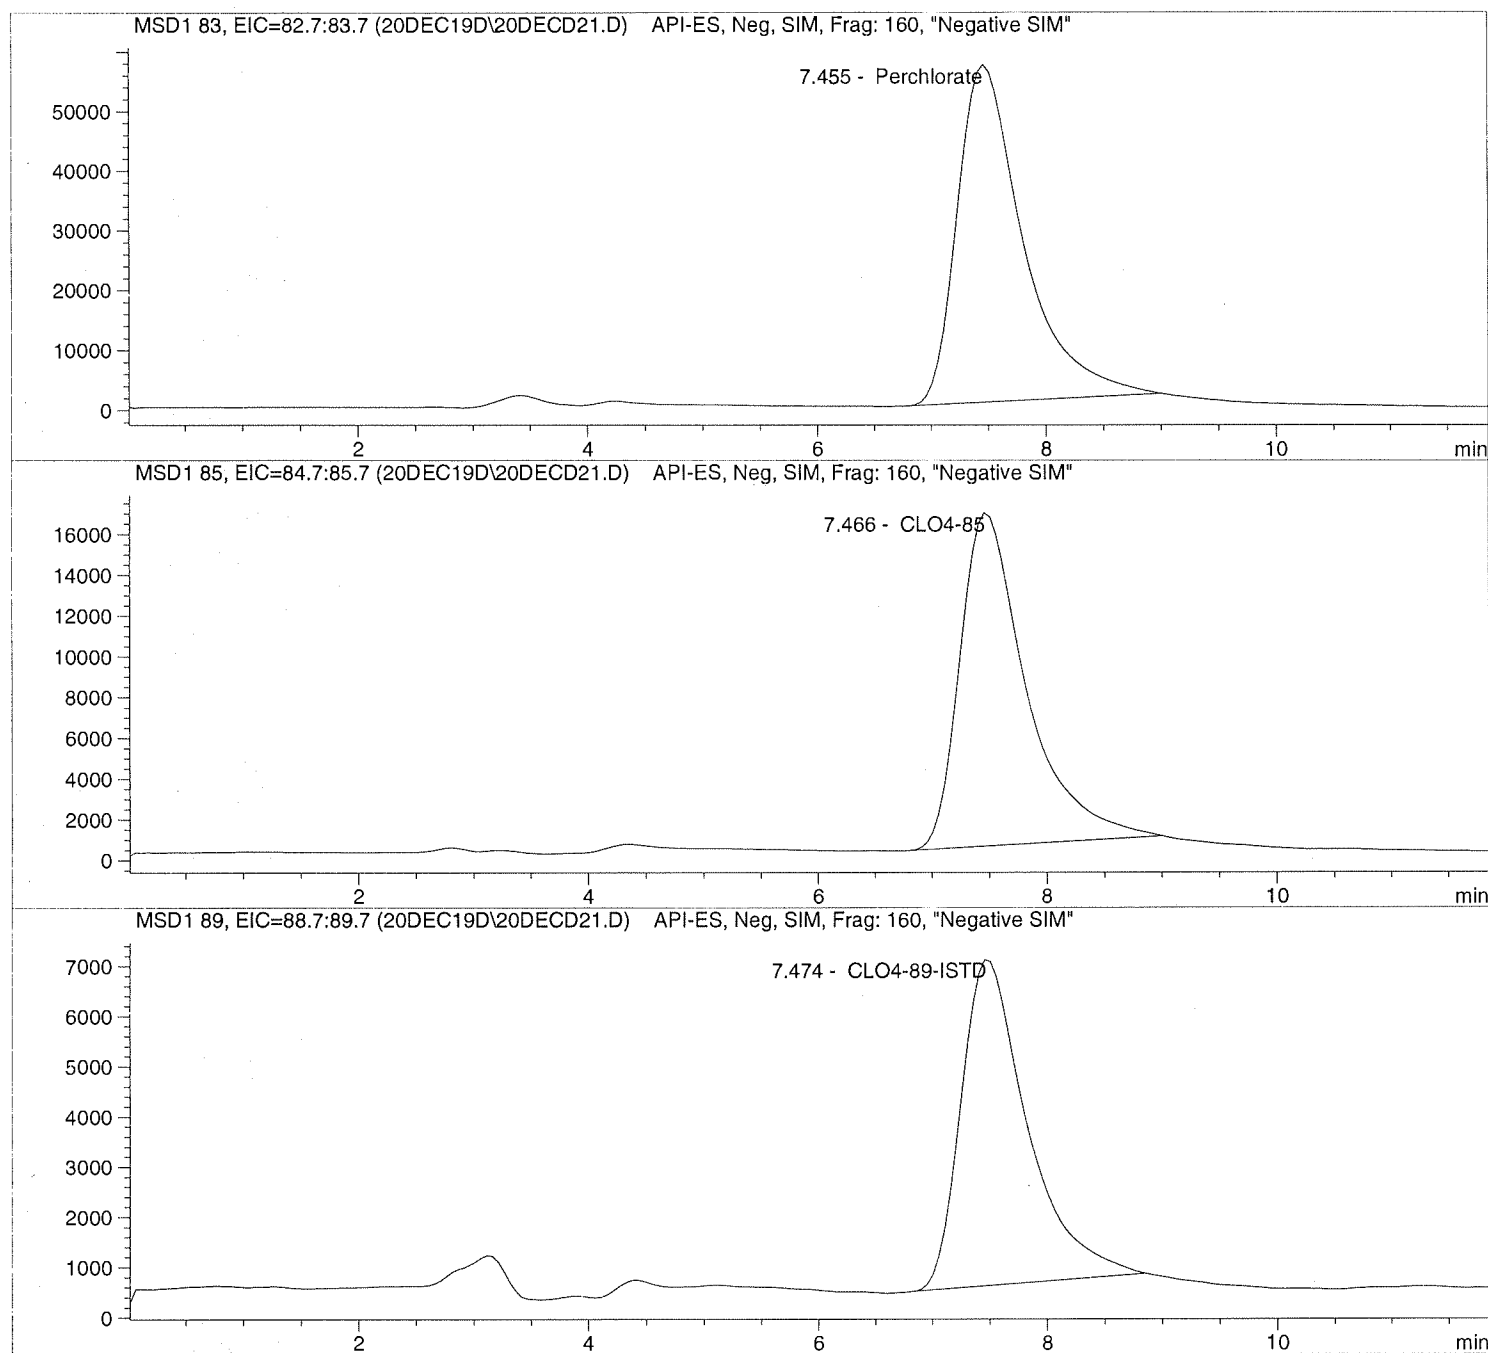 MSD1 83, EIC=82.7:83.7 (20DEC19D\20DECD21.D) API-ES, Neg, SIM, Frag: 160, "Negative SIM"
7.455 - Perchlorate
50000
40000
30000
20000
10000
0
2 4 6 8 10 min
MSD1 85, EIC=84.7:85.7 (20DEC19D\20DECD21.D) API-ES, Neg, SIM, Frag: 160, "Negative SIM"
7.466 - CLO4-85
16000
14000
12000
10000
8000
6000
4000
2000
0
2 4 6 8 10 min
MSD1 89, EIC=88.7:89.7 (20DEC19D\20DECD21.D) API-ES, Neg, SIM, Frag: 160, "Negative SIM"
7.474 - CLO4-89-ISTD
7000
6000
5000
4000
3000
2000
1000
0
2 4 6 8 10 min